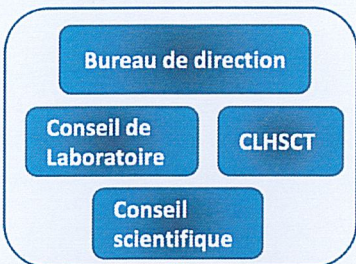 Bureau de direction
Conseil de
Laboratoire
CLHSCT
Conseil
scientifique